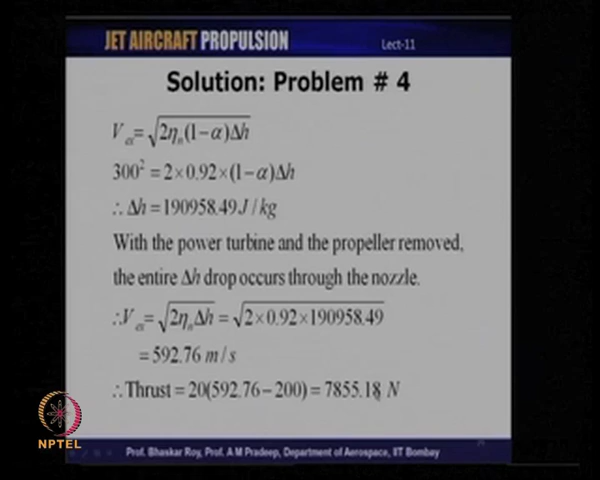 JET AIRCRAFT PROPULSION Lect-11
Solution: Problem # 4
V_ex = √(2η_n(1−α)Δh)
300² = 2×0.92×(1−α)Δh
∴ Δh = 190958.49 J / kg
With the power turbine and the propeller removed,
the entire Δh drop occurs through the nozzle.
∴V_ex = √(2η_nΔh) = √(2×0.92×190958.49)
= 592.76 m / s
∴ Thrust = 20(592.76−200) = 7855.18 N
NPTEL
Prof. Bhaskar Roy, Prof. A M Pradeep, Department of Aerospace, IIT Bombay